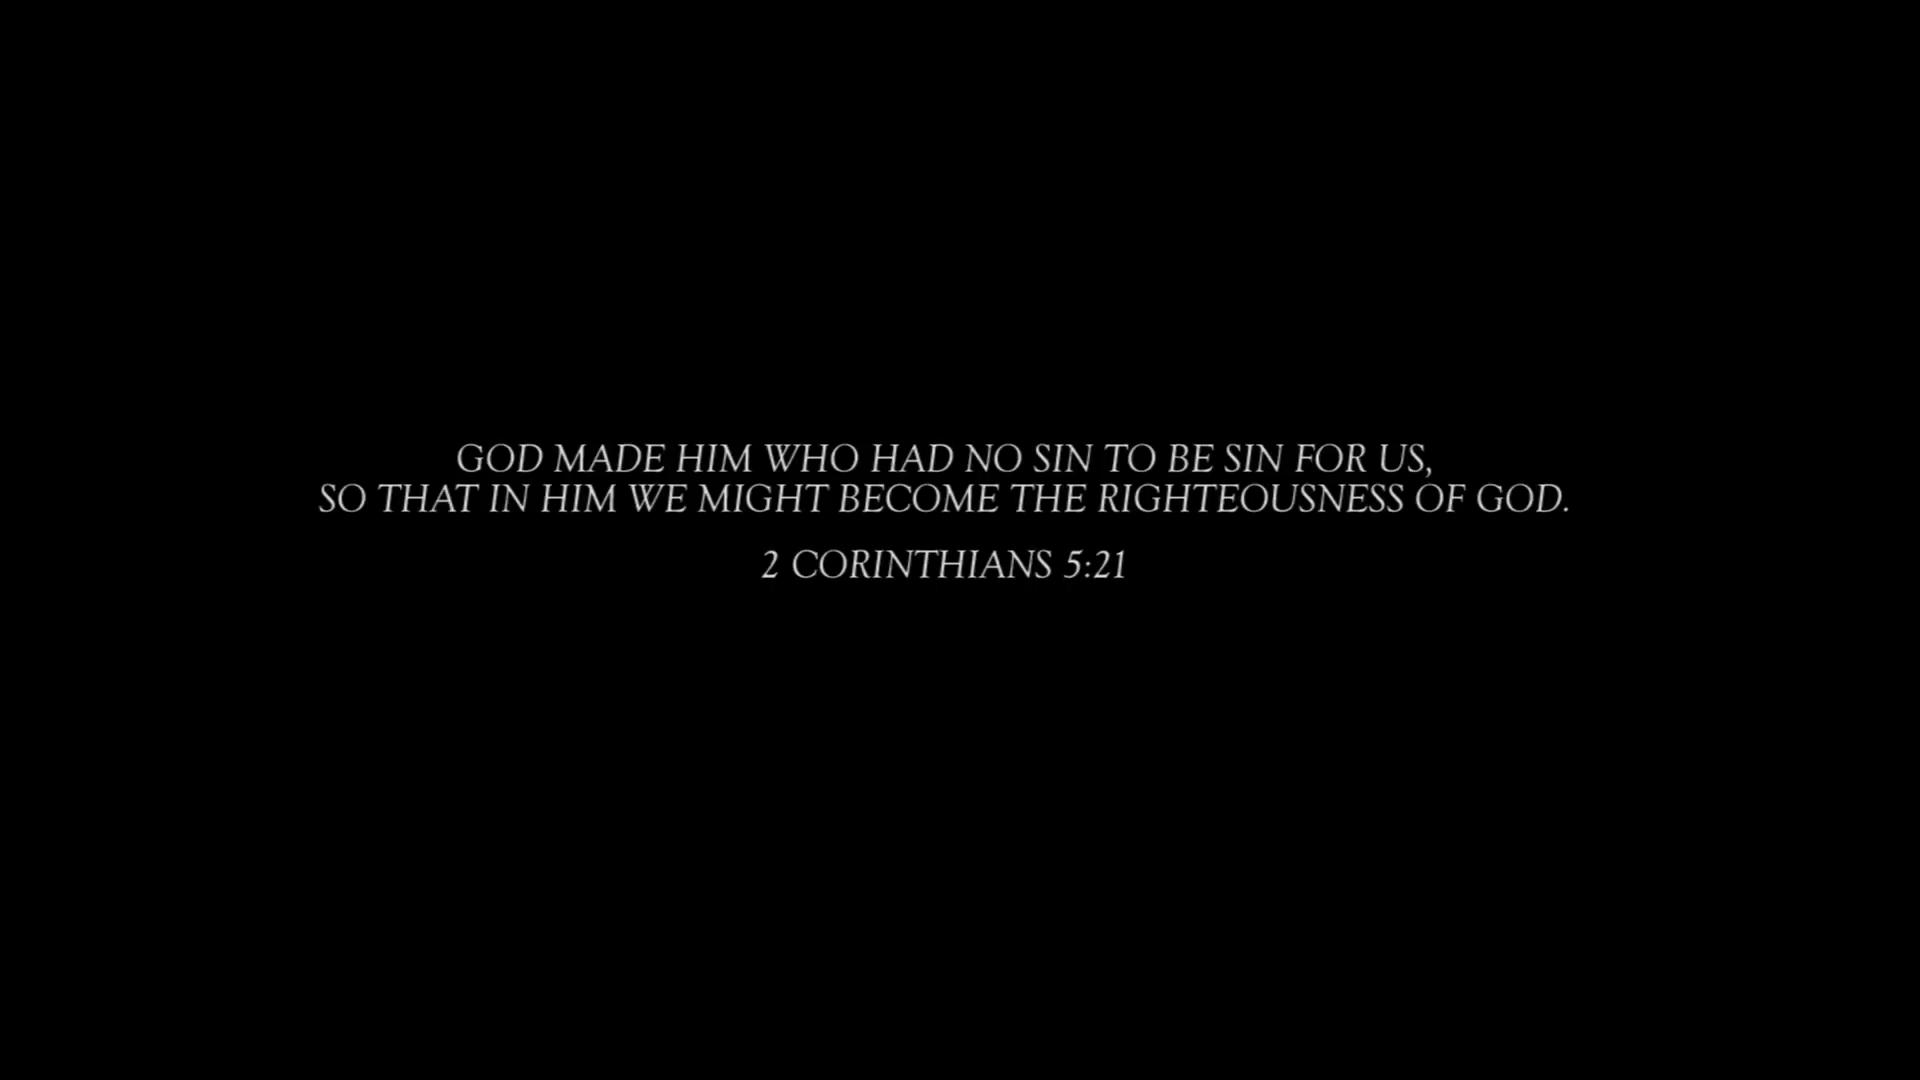 GOD MADE HIM WHO HAD NO SIN TO BE SIN FOR US,
SO THAT IN HIM WE MIGHT BECOME THE RIGHTEOUSNESS OF GOD.
2 CORINTHIANS 5:21